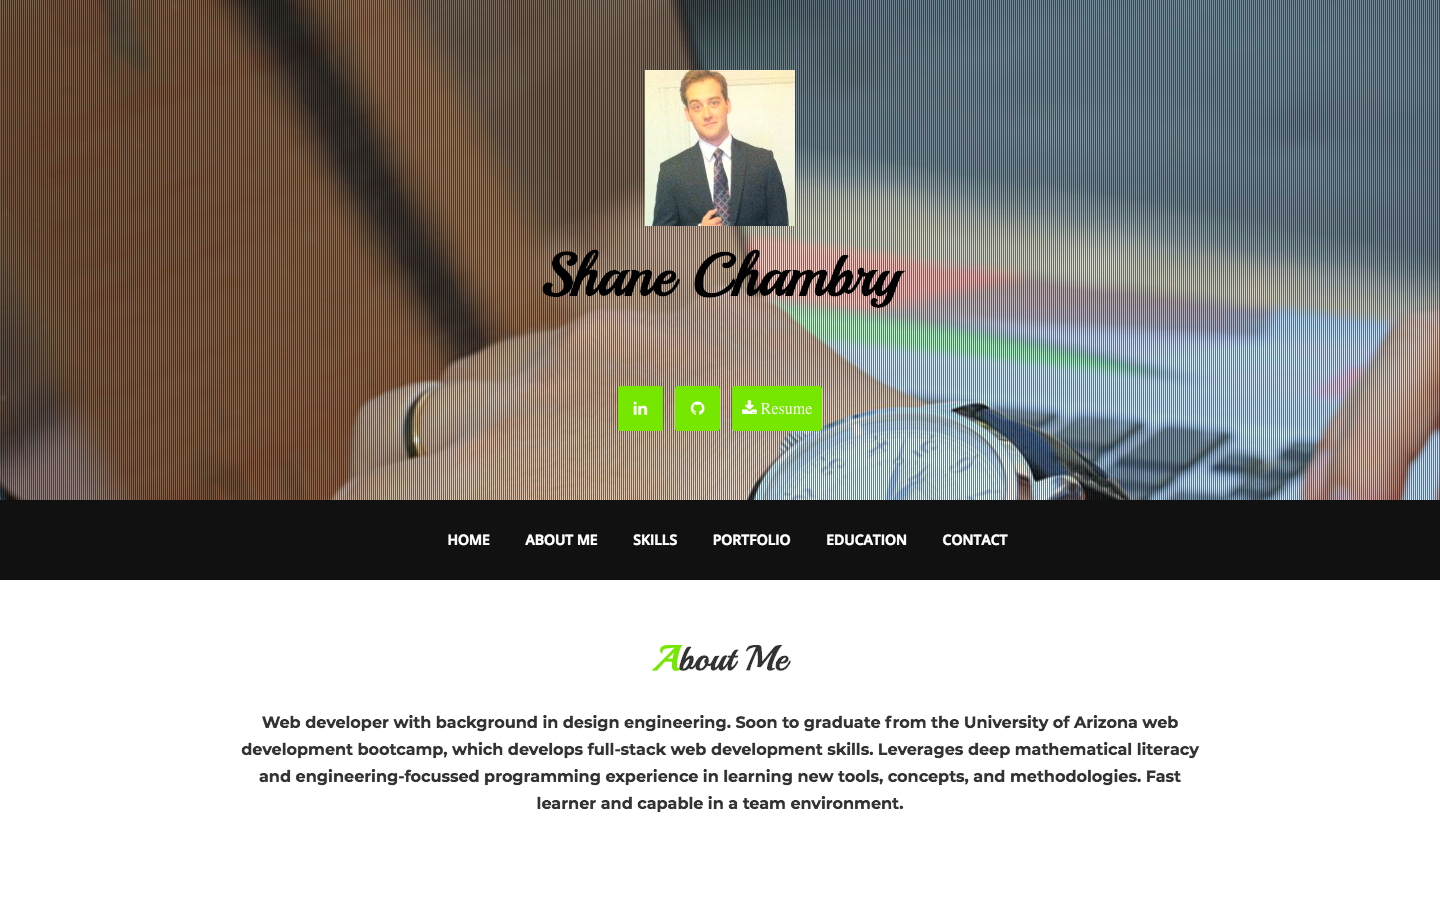 Shane Chambry
in
Resume
HOME ABOUT ME SKILLS PORTFOLIO EDUCATION CONTACT
About Me
Web developer with background in design engineering. Soon to graduate from the University of Arizona web
development bootcamp, which develops full-stack web development skills. Leverages deep mathematical literacy
and engineering-focussed programming experience in learning new tools, concepts, and methodologies. Fast
learner and capable in a team environment.